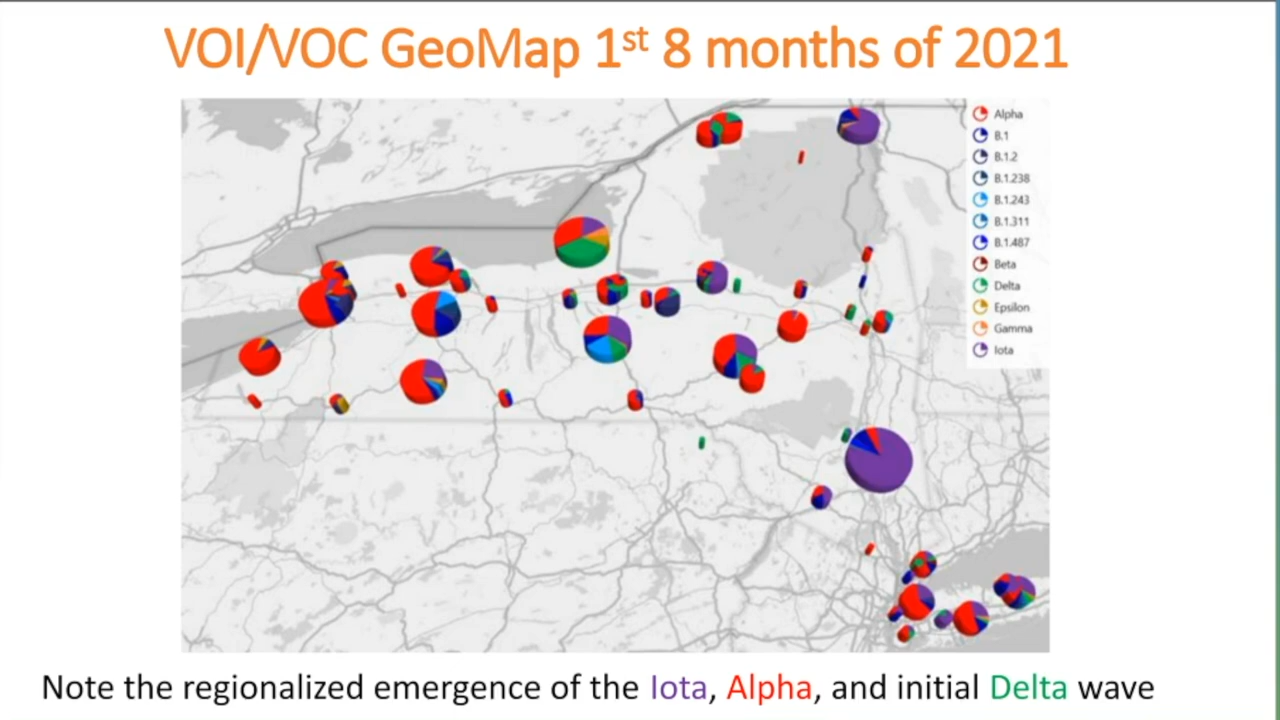 VOI/VOC GeoMap 1st 8 months of 2021
Alpha
B.1
B.1.2
B.1.238
B.1.243
B.1.311
B.1.487
Beta
Delta
Epsilon
Gamma
Iota
Note the regionalized emergence of the Iota, Alpha, and initial Delta wave